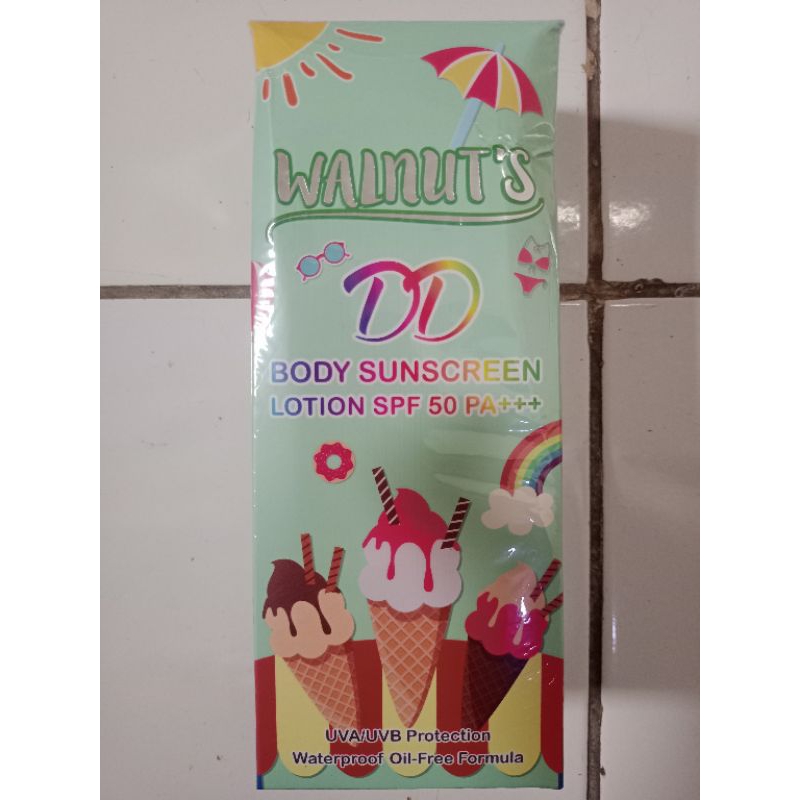 WALNUT'S
DD
BODY SUNSCREEN
LOTION SPF 50 PA+++
UVA/UVB Protection
Waterproof Oil-Free Formula